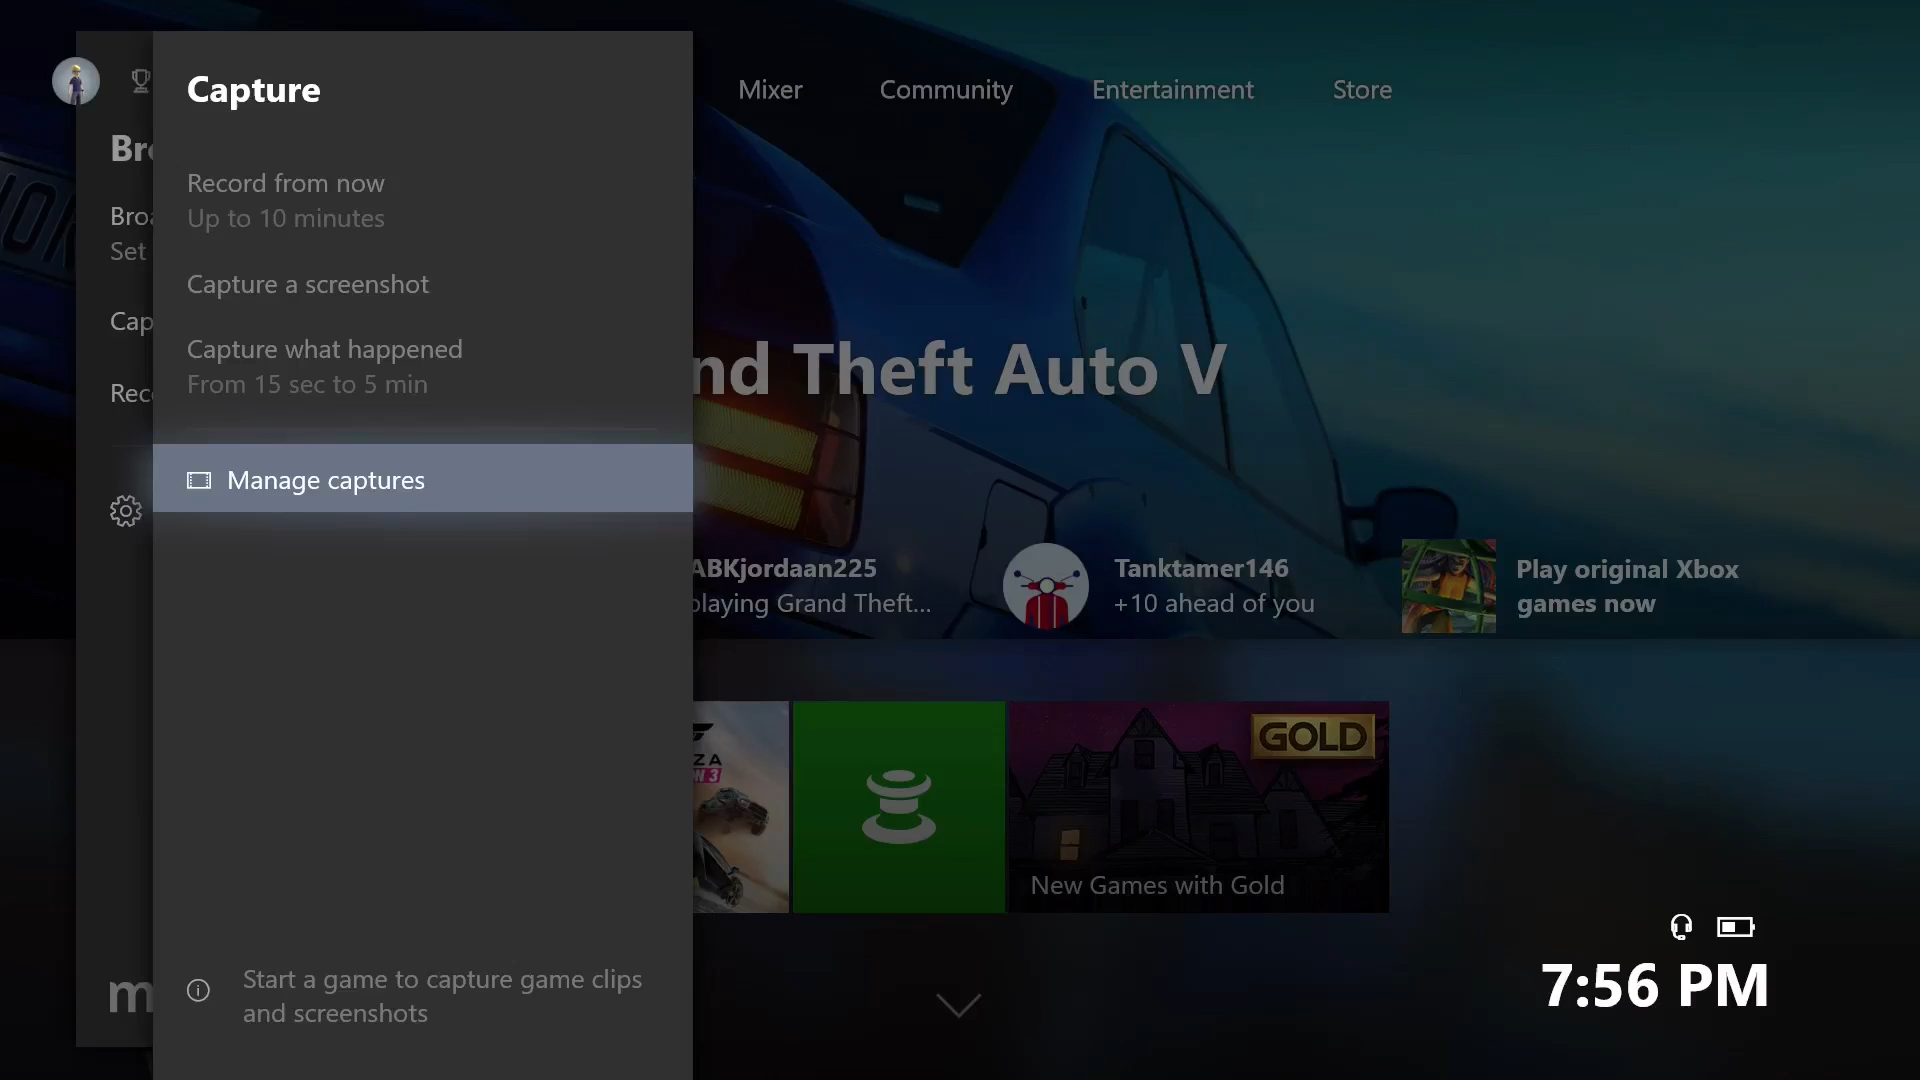 Capture
Mixer
Community
Entertainment
Store
Record from now
Up to 10 minutes
Set
Capture a screenshot
Capture what happened
From 15 sec to 5 min
Theft Auto V
Manage captures
ABKjordaan225
playing Grand Theft...
Tanktamer146
+10 ahead of you
Play original Xbox
games now
GOLD
New Games with Gold
Start a game to capture game clips
and screenshots
7:56 PM